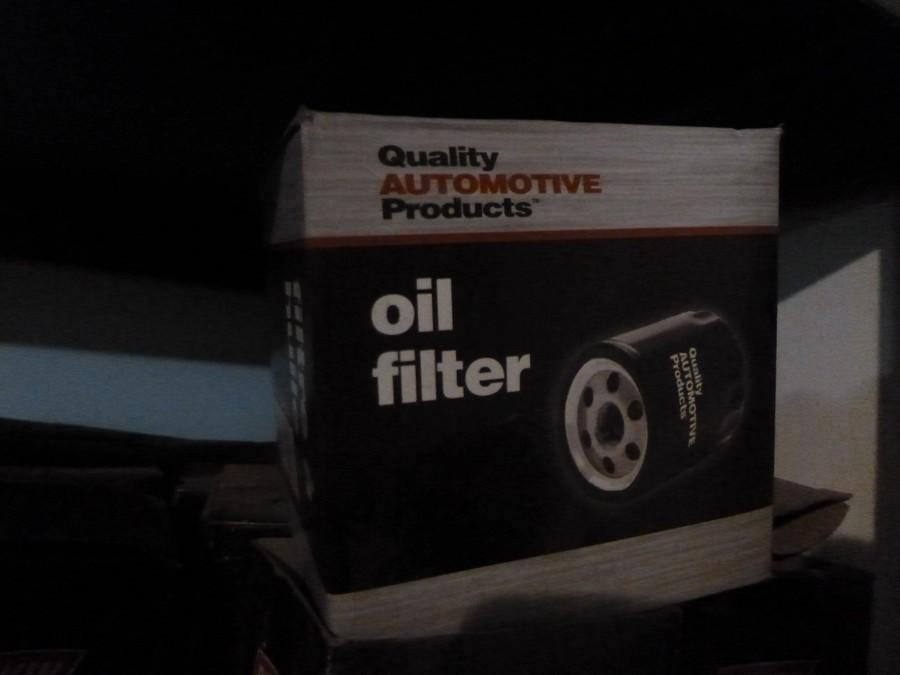 Quality
AUTOMOTIVE
Products™
oil
filter
Quality
AUTOMOTIVE
Products